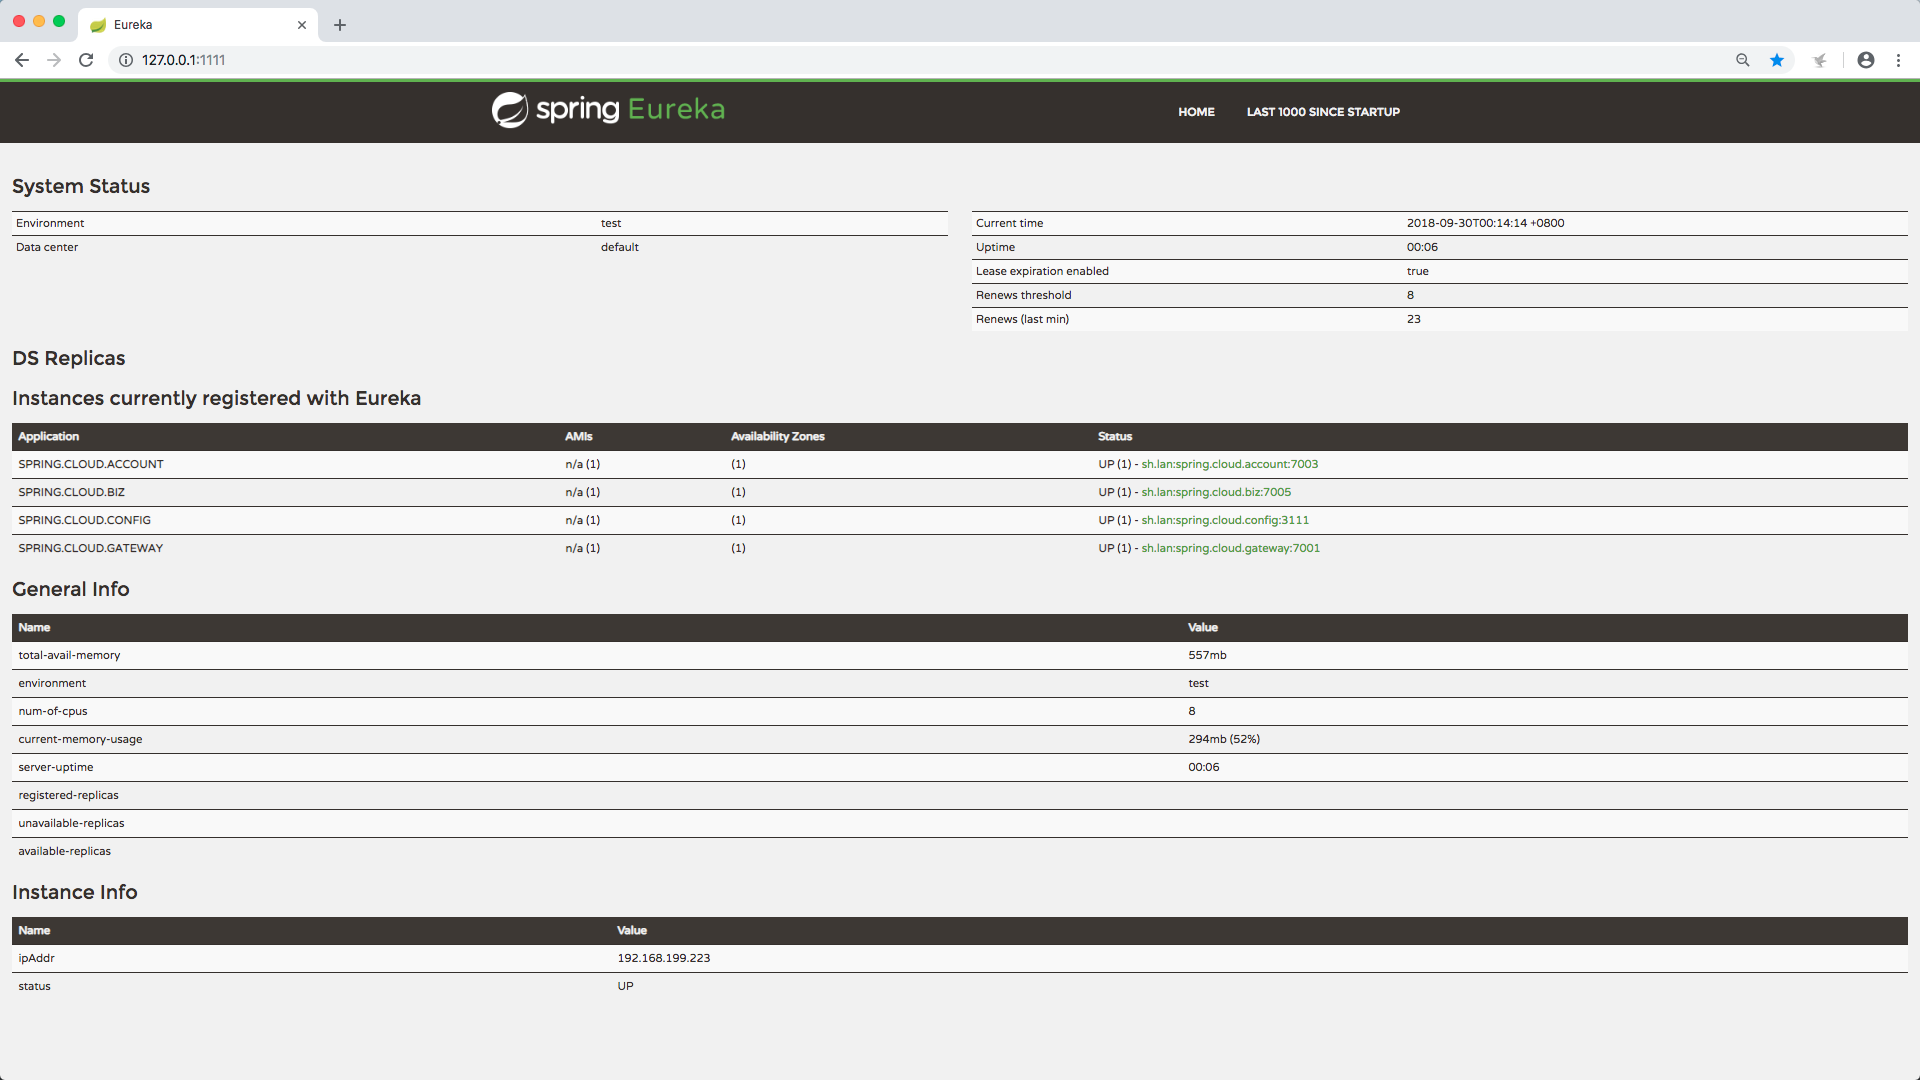 Eureka
127.0.0.1:1111
spring Eureka
HOME LAST 1000 SINCE STARTUP
System Status
Environment test
Data center default
Current time 2018-09-30T00:14:14 +0800
Uptime 00:06
Lease expiration enabled true
Renews threshold 8
Renews (last min) 23
DS Replicas
Instances currently registered with Eureka
Application AMIs Availability Zones Status
SPRING.CLOUD.ACCOUNT n/a (1) (1) UP (1) - sh.lan:spring.cloud.account:7003
SPRING.CLOUD.BIZ n/a (1) (1) UP (1) - sh.lan:spring.cloud.biz:7005
SPRING.CLOUD.CONFIG n/a (1) (1) UP (1) - sh.lan:spring.cloud.config:3111
SPRING.CLOUD.GATEWAY n/a (1) (1) UP (1) - sh.lan:spring.cloud.gateway:7001
General Info
Name Value
total-avail-memory 557mb
environment test
num-of-cpus 8
current-memory-usage 294mb (52%)
server-uptime 00:06
registered-replicas
unavailable-replicas
available-replicas
Instance Info
Name Value
ipAddr 192.168.199.223
status UP